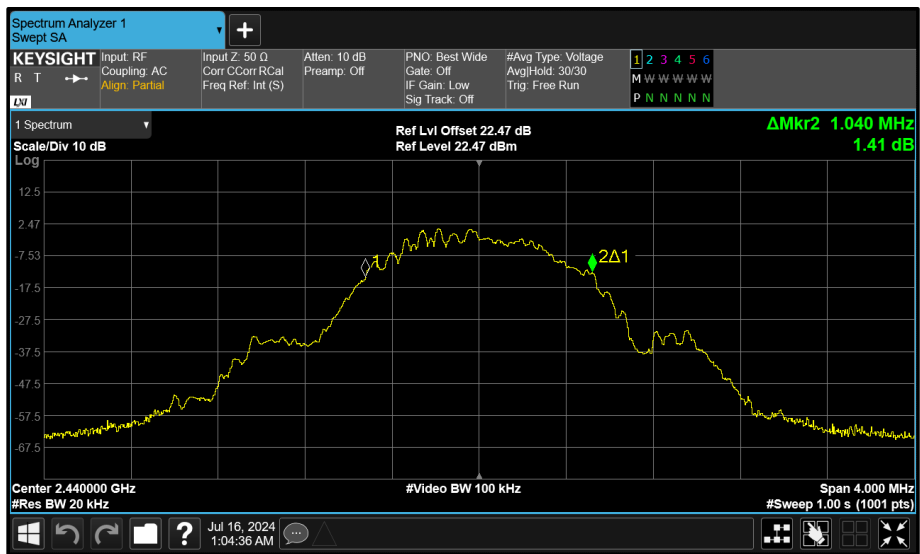 Spectrum Analyzer 1
Swept SA
KEYSIGHT
R T
LXI
Input: RF
Coupling: AC
Align: Partial
Input Z: 50 Ω
Corr CCorr RCal
Freq Ref: Int (S)
Atten: 10 dB
Preamp: Off
PNO: Best Wide
Gate: Off
IF Gain: Low
Sig Track: Off
#Avg Type: Voltage
Avg|Hold: 30/30
Trig: Free Run
1 2 3 4 5 6
M W W W W W
P N N N N N
1 Spectrum
Scale/Div 10 dB
Ref Lvl Offset 22.47 dB
Ref Level 22.47 dBm
ΔMkr2 1.040 MHz
1.41 dB
Log
12.5
2.47
-7.53
-17.5
-27.5
-37.5
-47.5
-57.5
-67.5
1
2Δ1
Center 2.440000 GHz
#Res BW 20 kHz
#Video BW 100 kHz
Span 4.000 MHz
#Sweep 1.00 s (1001 pts)
?
Jul 16, 2024
1:04:36 AM